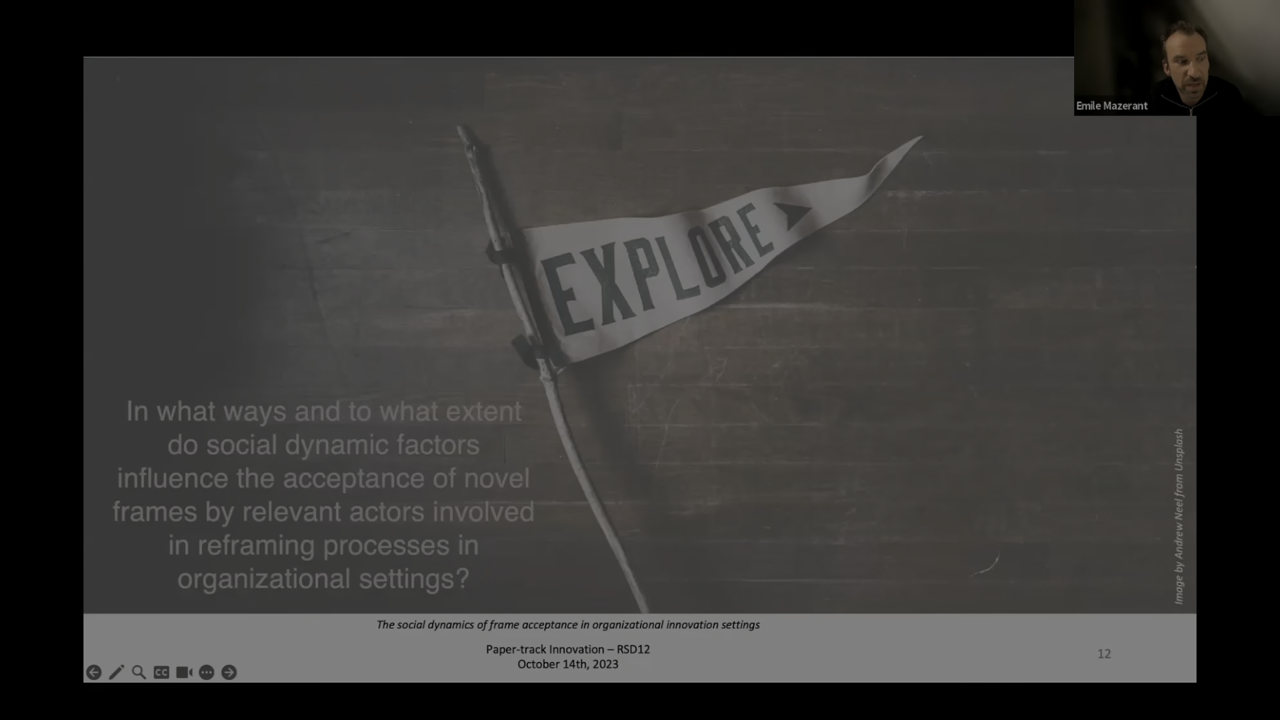 Emile Mazerant
EXPLORE
In what ways and to what extent
do social dynamic factors
influence the acceptance of novel
frames by relevant actors involved
in reframing processes in
organizational settings?
Image by Andrew Neel from Unsplash
The social dynamics of frame acceptance in organizational innovation settings
Paper-track Innovation – RSD12
October 14th, 2023
12
CC